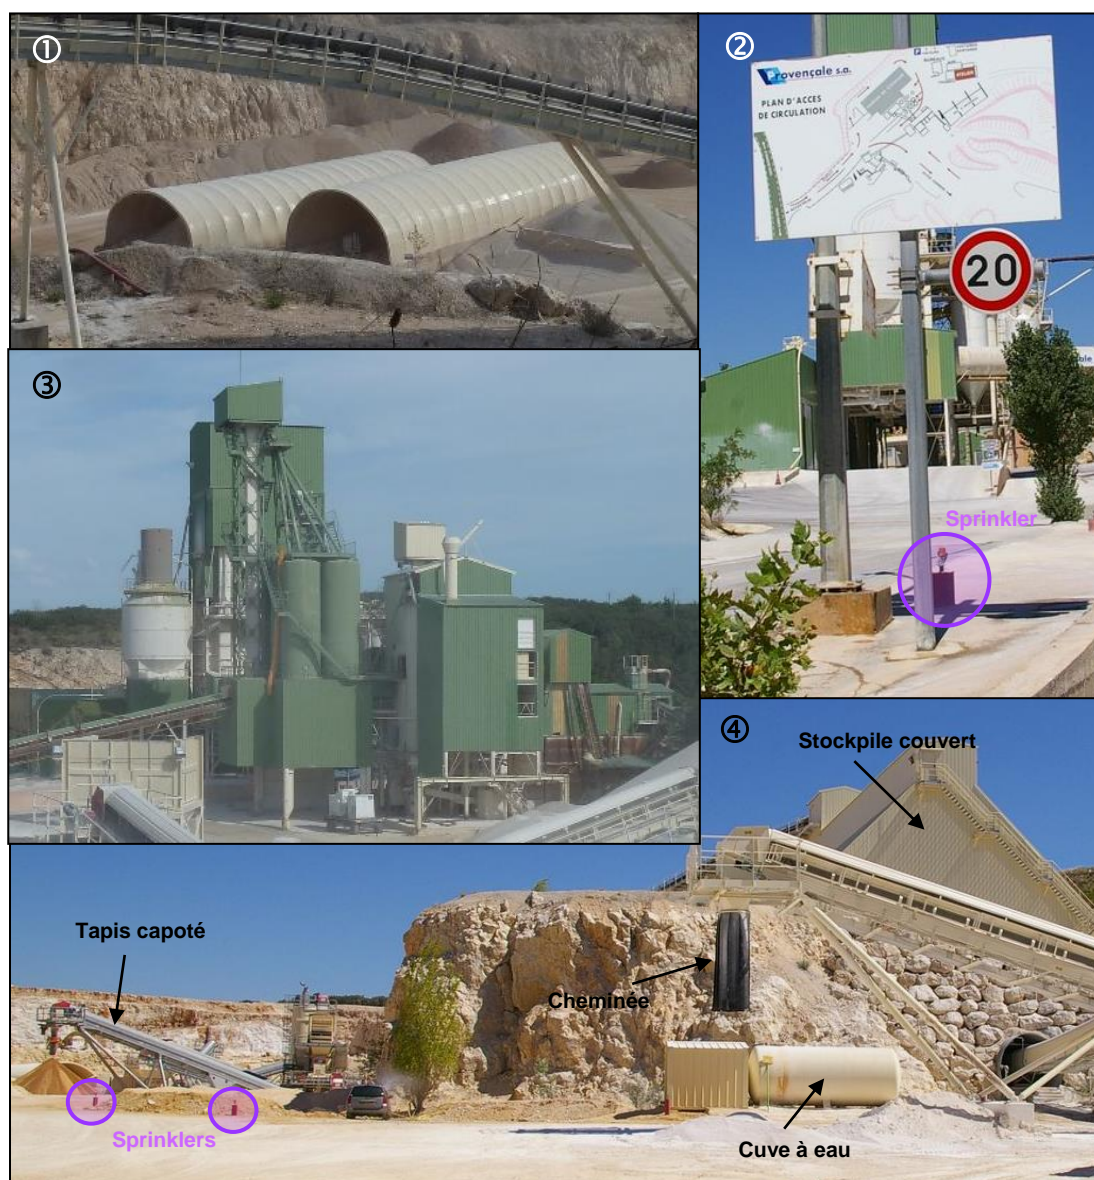 ①
②
Provençale s.a.
PLAN D'ACCES
DE CIRCULATION
ATELIER
20
Sprinkler
③
④
Stockpile couvert
Tapis capoté
Cheminée
Sprinklers
Cuve à eau